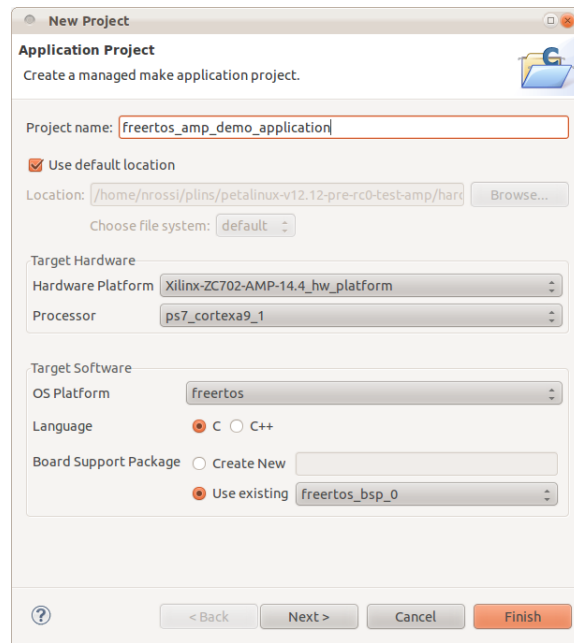 New Project
Application Project
Create a managed make application project.
Project name: freertos_amp_demo_application
Use default location
Location: /home/nrossi/plins/petalinux-v12.12-pre-rc0-test-amp/hard Browse...
Choose file system: default
Target Hardware
Hardware Platform Xilinx-ZC702-AMP-14.4_hw_platform
Processor ps7_cortexa9_1
Target Software
OS Platform freertos
Language C C++
Board Support Package Create New
Use existing freertos_bsp_0
? < Back Next > Cancel Finish